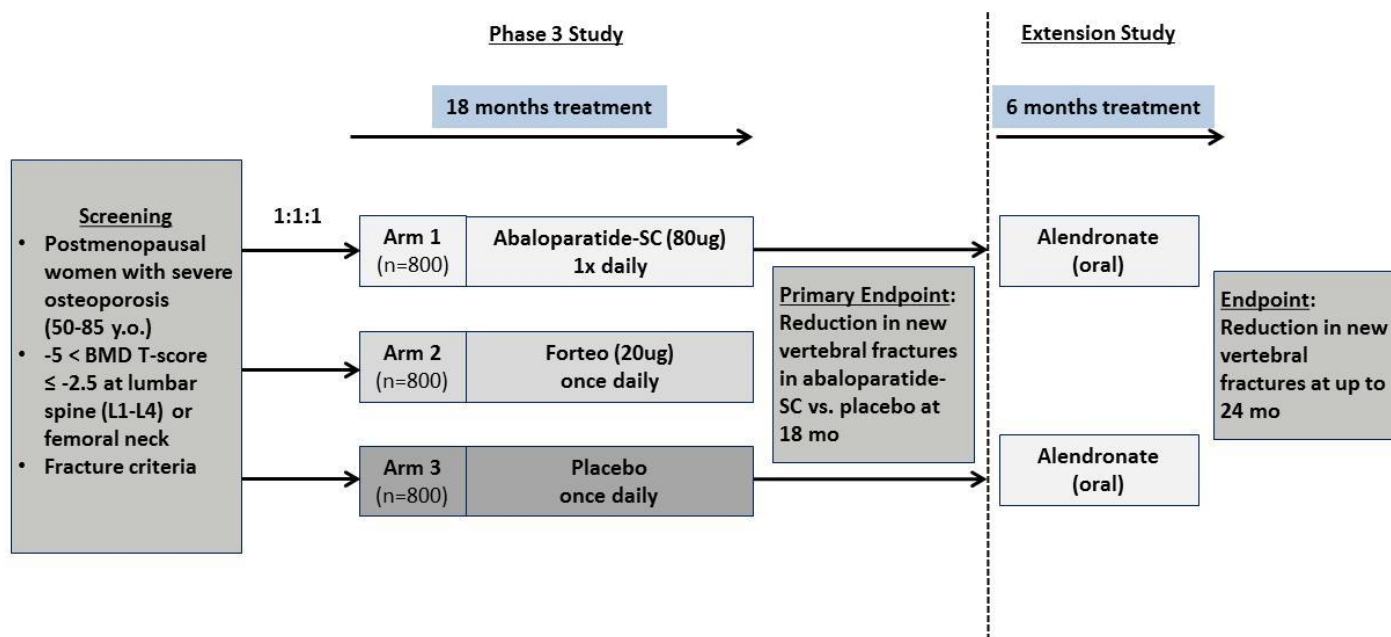 Phase 3 Study
Extension Study
18 months treatment
6 months treatment
Screening
• Postmenopausal
women with severe
osteoporosis
(50-85 y.o.)
• -5 < BMD T-score
≤ -2.5 at lumbar
spine (L1-L4) or
femoral neck
• Fracture criteria
1:1:1
Arm 1
(n=800)
Abaloparatide-SC (80ug)
1x daily
Arm 2
(n=800)
Forteo (20ug)
once daily
Arm 3
(n=800)
Placebo
once daily
Primary Endpoint:
Reduction in new
vertebral fractures
in abaloparatide-
SC vs. placebo at
18 mo
Alendronate
(oral)
Alendronate
(oral)
Endpoint:
Reduction in new
vertebral
fractures at up to
24 mo